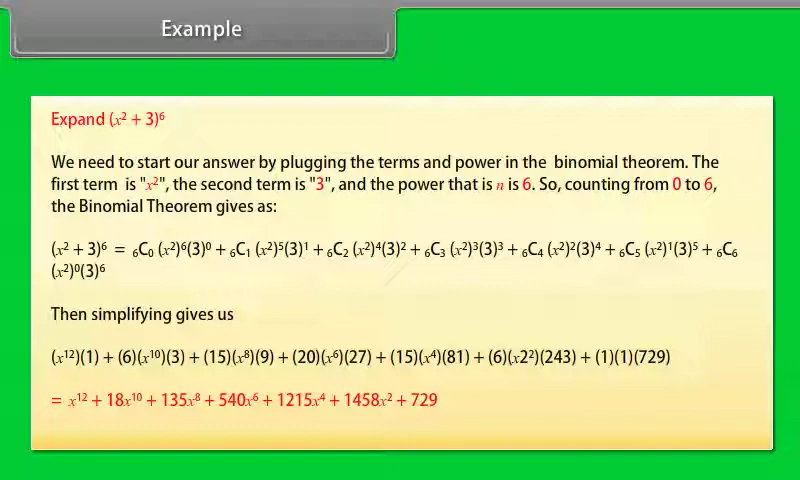 Example
Expand (x² + 3)⁶
We need to start our answer by plugging the terms and power in the binomial theorem. The
first term is "x²", the second term is "3", and the power that is n is 6. So, counting from 0 to 6,
the Binomial Theorem gives as:
(x² + 3)⁶ = ₆C₀ (x²)⁶(3)⁰ + ₆C₁ (x²)⁵(3)¹ + ₆C₂ (x²)⁴(3)² + ₆C₃ (x²)³(3)³ + ₆C₄ (x²)²(3)⁴ + ₆C₅ (x²)¹(3)⁵ + ₆C₆
(x²)⁰(3)⁶
Then simplifying gives us
(x¹²)(1) + (6)(x¹⁰)(3) + (15)(x⁸)(9) + (20)(x⁶)(27) + (15)(x⁴)(81) + (6)(x2²)(243) + (1)(1)(729)
= x¹² + 18x¹⁰ + 135x⁸ + 540x⁶ + 1215x⁴ + 1458x² + 729